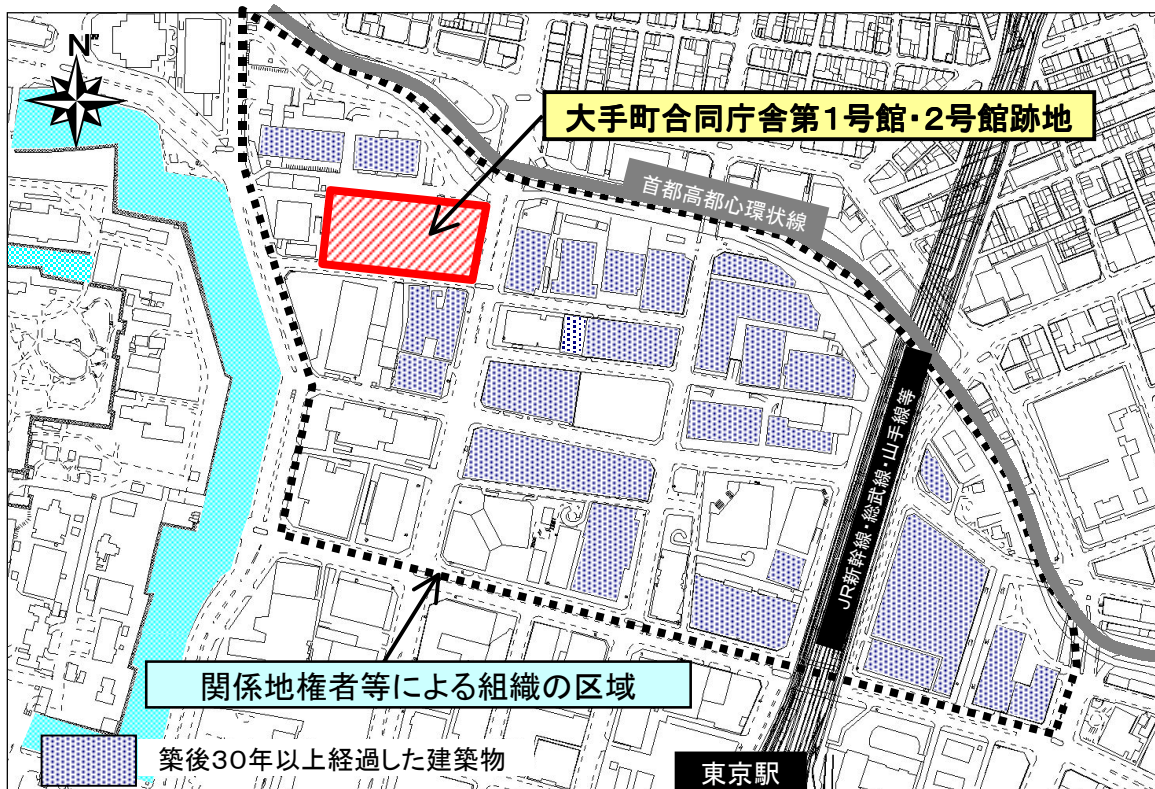 N
大手町合同庁舎第1号館・2号館跡地
首都高都心環状線
JR新幹線・総武線・山手線等
関係地権者等による組織の区域
築後30年以上経過した建築物
東京駅